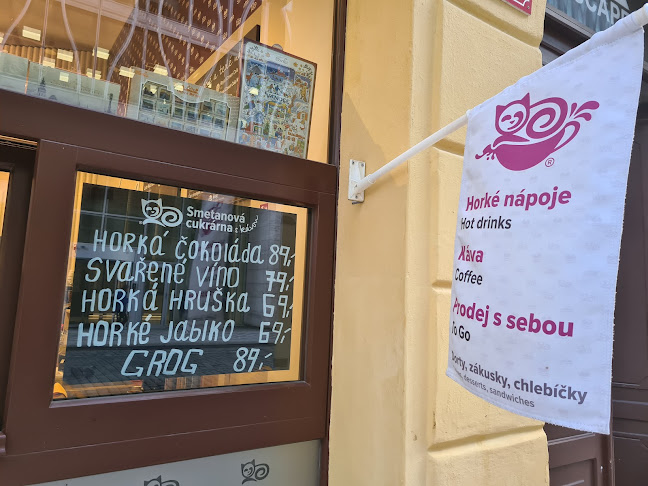 Smetanová
cukrárna
HORKÁ ČOKOLÁDA 89,-
SVAŘENÉ VÍNO 79,-
HORKÁ HRUŠKA 69,-
HORKÉ JABLKO 69,-
GROG 89,-
®
Horké nápoje
Hot drinks
Káva
Coffee
Prodej s sebou
To Go
Dorty, zákusky, chlebíčky
desserts, sandwiches